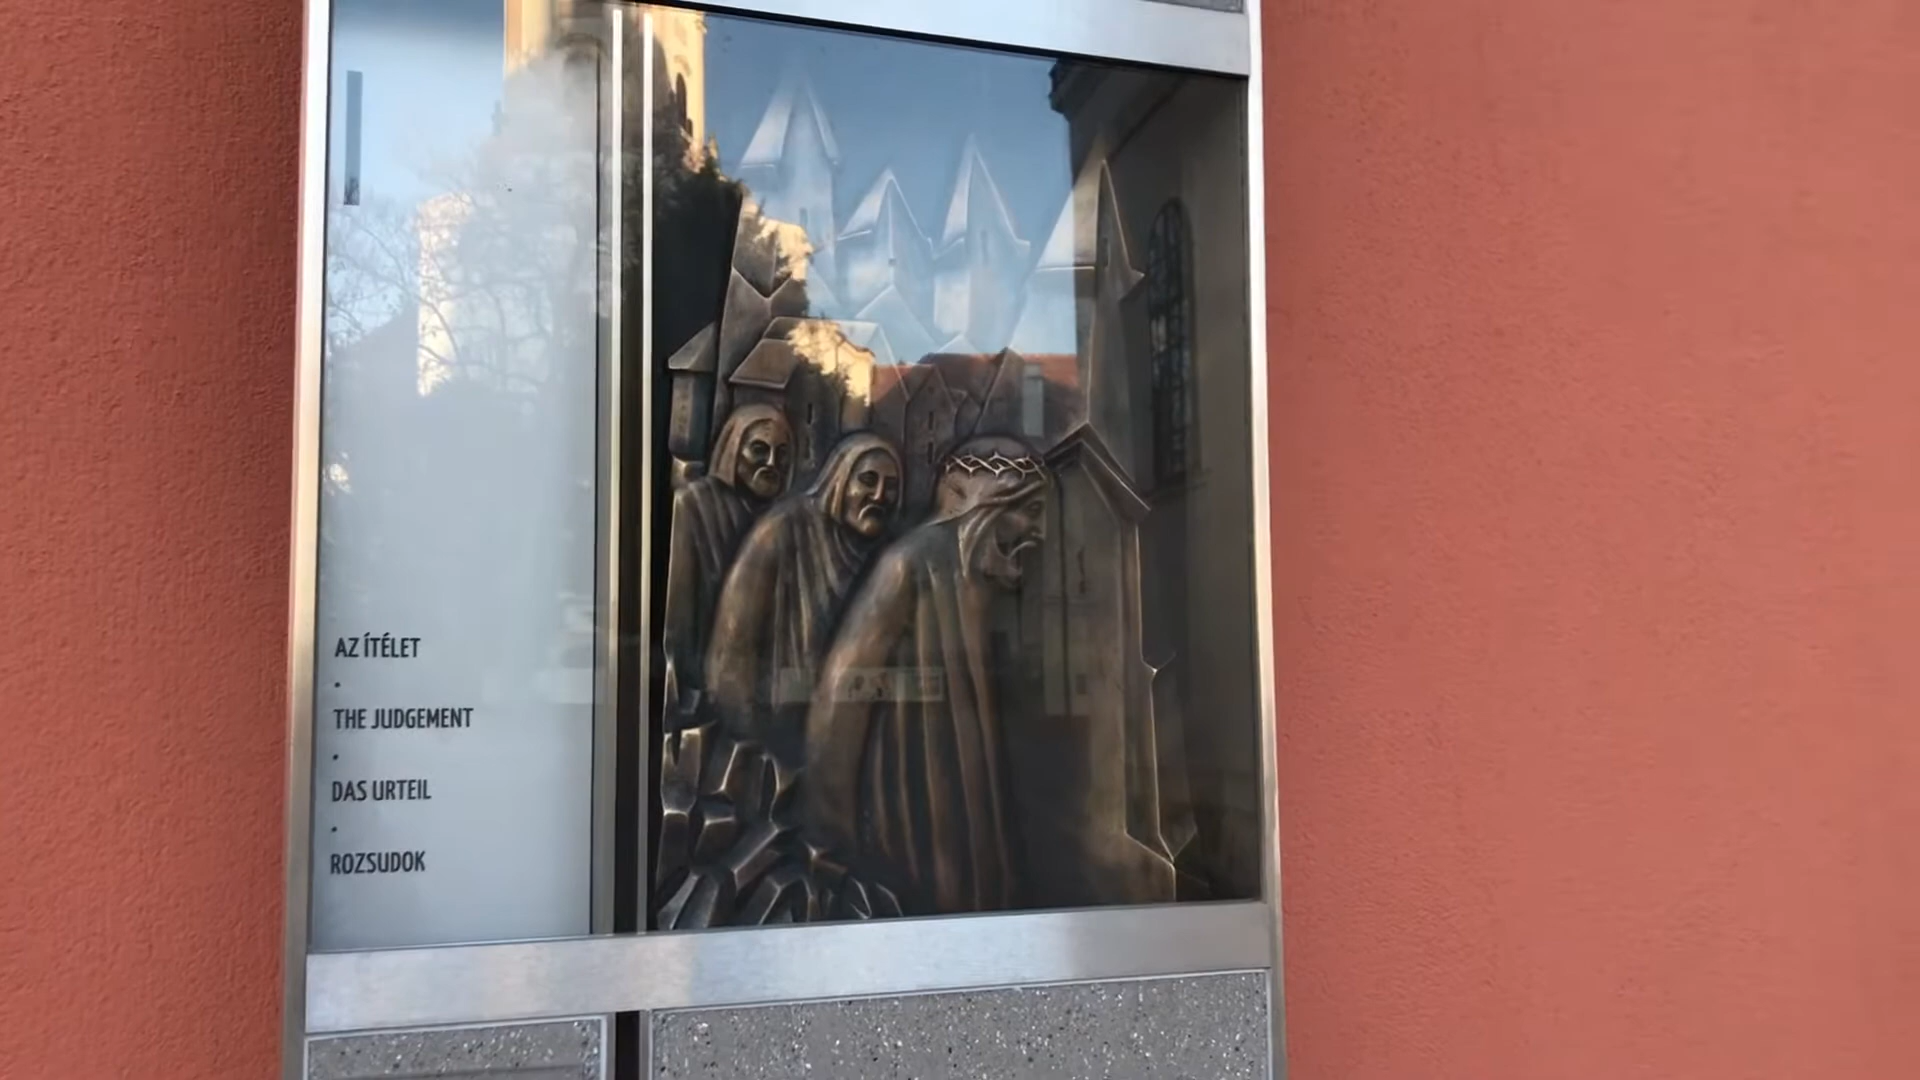 AZ ÍTÉLET
•
THE JUDGEMENT
•
DAS URTEIL
•
ROZSUDOK